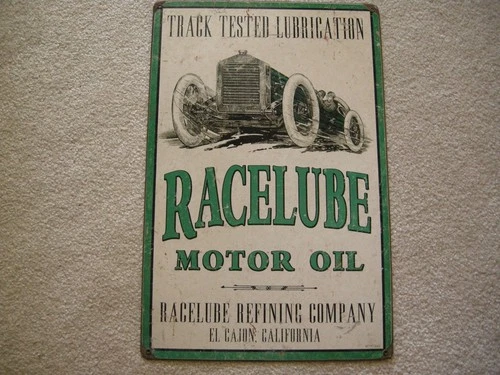 TRACK TESTED LUBRICATION
RACELUBE
MOTOR OIL
RACELUBE REFINING COMPANY
EL CAJON, CALIFORNIA